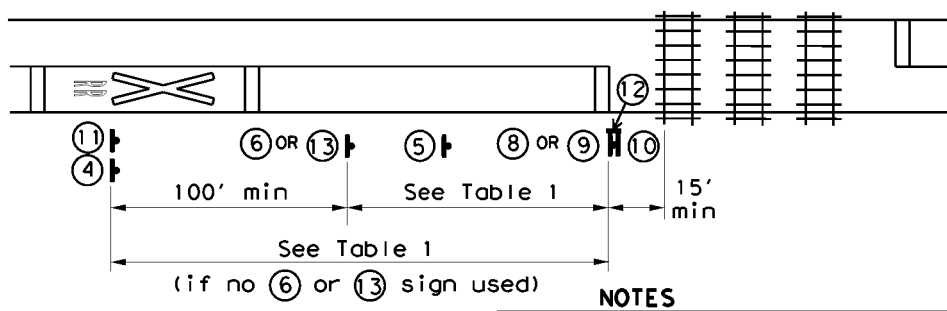 RR
12
11 6 OR 13 5 8 OR 9 10
4
100' min See Table 1 15'
min
See Table 1
(if no 6 or 13 sign used)
NOTES